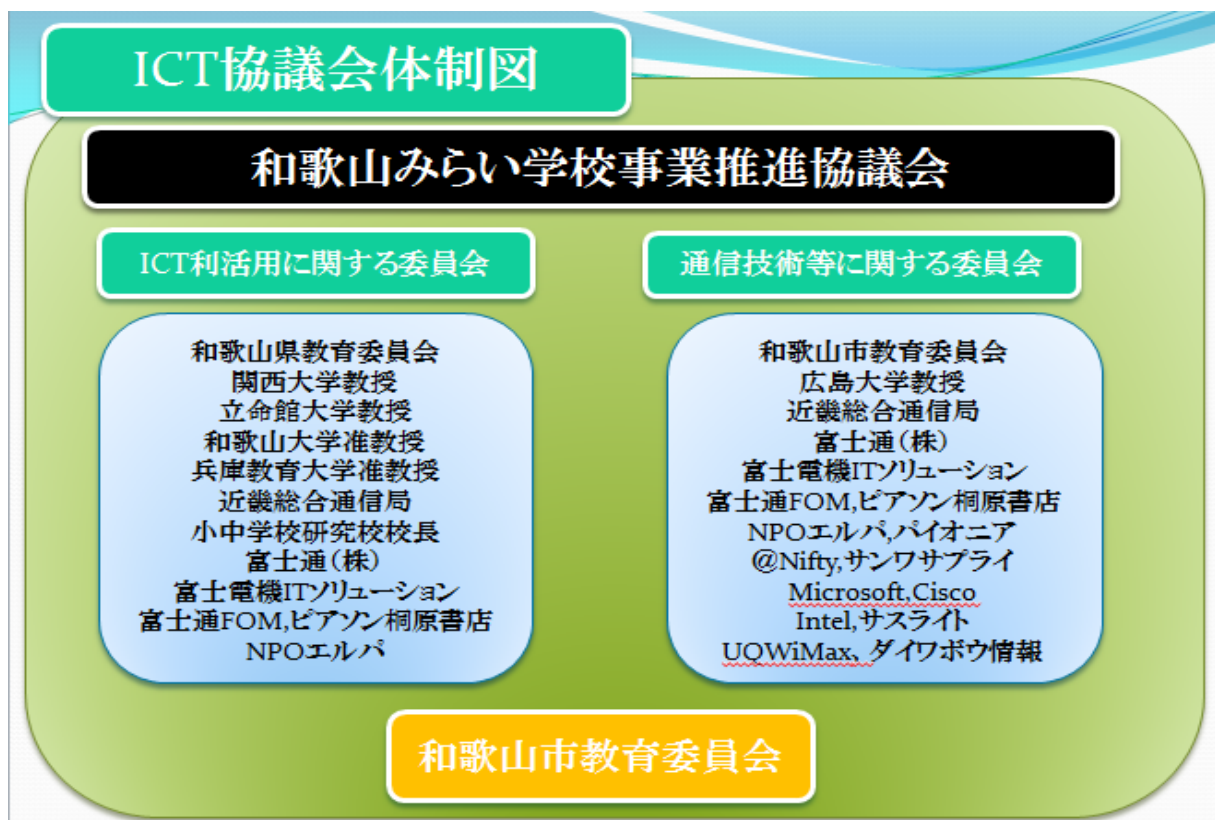 ICT協議会体制図
和歌山みらい学校事業推進協議会
ICT利活用に関する委員会
和歌山県教育委員会
関西大学教授
立命館大学教授
和歌山大学准教授
兵庫教育大学准教授
近畿総合通信局
小中学校研究校校長
富士通(株)
富士電機ITソリューション
富士通FOM,ピアソン桐原書店
NPOエルパ
通信技術等に関する委員会
和歌山市教育委員会
広島大学教授
近畿総合通信局
富士通(株)
富士電機ITソリューション
富士通FOM,ピアソン桐原書店
NPOエルパ,パイオニア
@Nifty,サンワサプライ
Microsoft,Cisco
Intel,サスライト
UQWiMax、ダイワボウ情報
和歌山市教育委員会